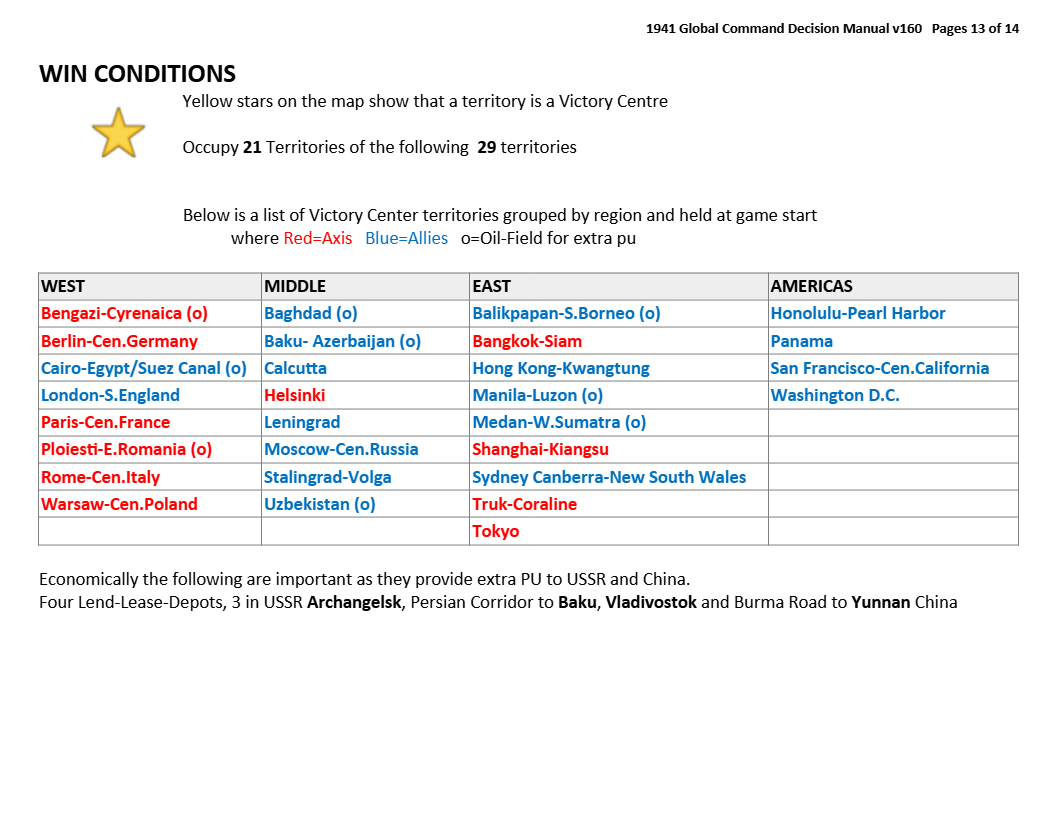 1941 Global Command Decision Manual v160 Pages 13 of 14
WIN CONDITIONS
Yellow stars on the map show that a territory is a Victory Centre
Occupy 21 Territories of the following 29 territories
Below is a list of Victory Center territories grouped by region and held at game start
where Red=Axis Blue=Allies o=Oil-Field for extra pu
WEST MIDDLE EAST AMERICAS
Bengazi-Cyrenaica (o) Baghdad (o) Balikpapan-S.Borneo (o) Honolulu-Pearl Harbor
Berlin-Cen.Germany Baku- Azerbaijan (o) Bangkok-Siam Panama
Cairo-Egypt/Suez Canal (o) Calcutta Hong Kong-Kwangtung San Francisco-Cen.California
London-S.England Helsinki Manila-Luzon (o) Washington D.C.
Paris-Cen.France Leningrad Medan-W.Sumatra (o)
Ploiesti-E.Romania (o) Moscow-Cen.Russia Shanghai-Kiangsu
Rome-Cen.Italy Stalingrad-Volga Sydney Canberra-New South Wales
Warsaw-Cen.Poland Uzbekistan (o) Truk-Coraline
Tokyo
Economically the following are important as they provide extra PU to USSR and China.
Four Lend-Lease-Depots, 3 in USSR Archangelsk, Persian Corridor to Baku, Vladivostok and Burma Road to Yunnan China